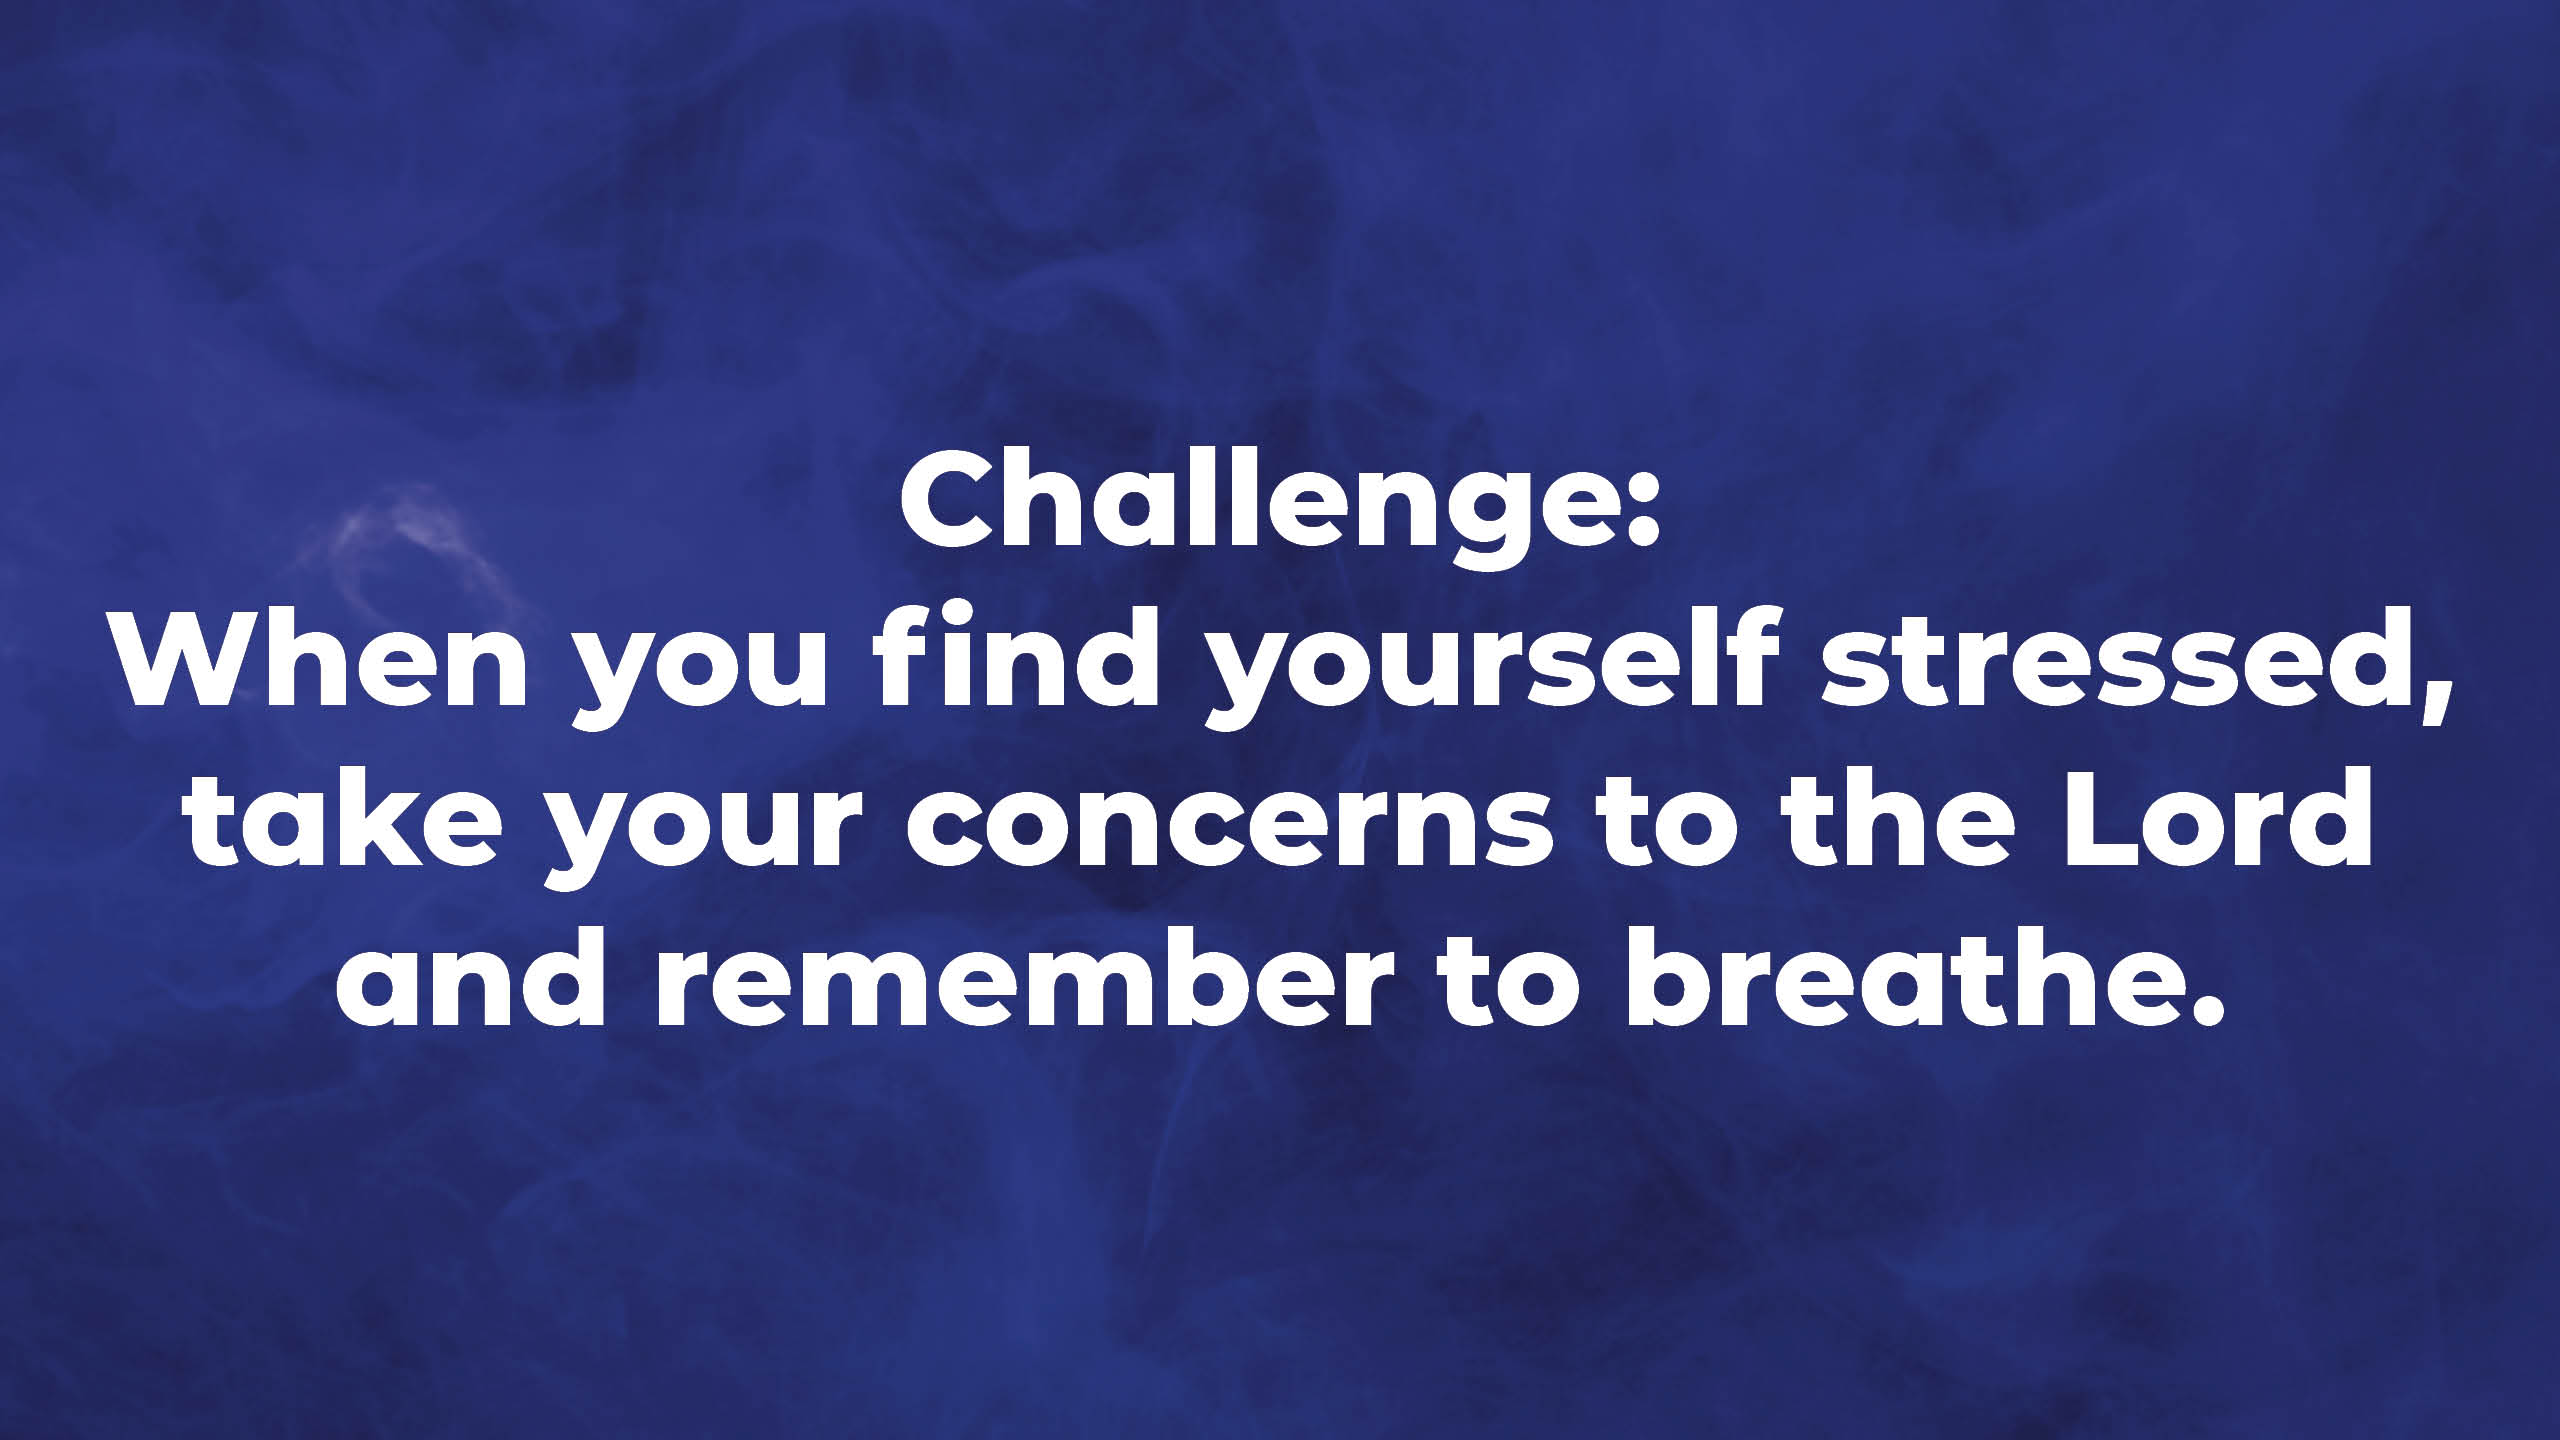 Challenge:
When you find yourself stressed,
take your concerns to the Lord
and remember to breathe.